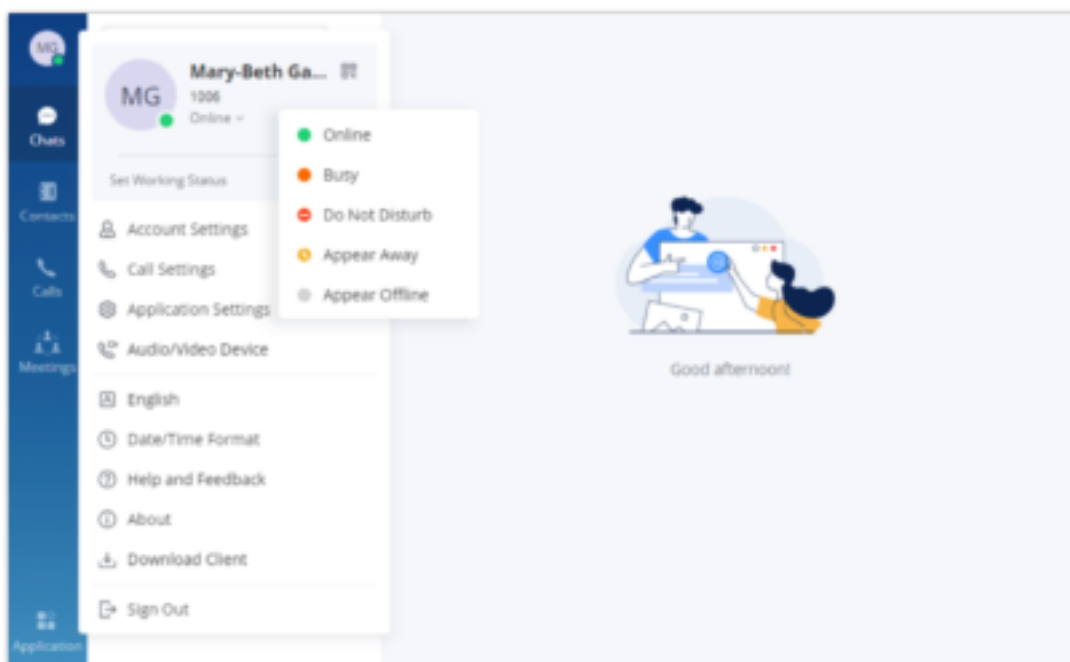 MG
Chats
Contacts
Calls
Meetings
Application
MG
Mary-Beth Ga...
1006
Online
Set Working Status
Online
Busy
Do Not Disturb
Appear Away
Appear Offline
Account Settings
Call Settings
Application Settings
Audio/Video Device
English
Date/Time Format
Help and Feedback
About
Download Client
Sign Out
Good afternoon!